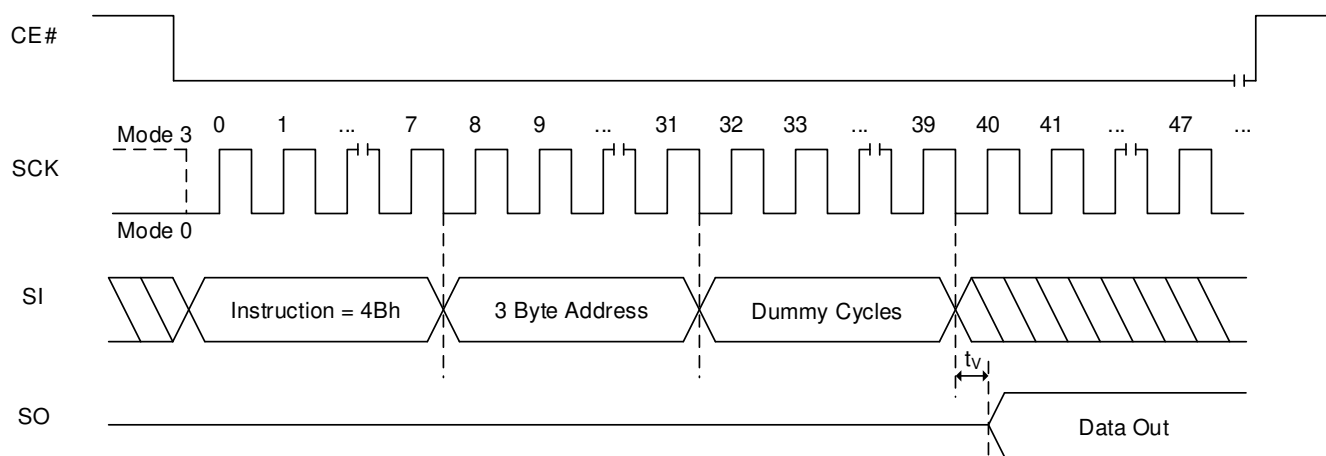 CE#
Mode 3 0 1 ... 7 8 9 ... 31 32 33 ... 39 40 41 ... 47 ...
SCK
Mode 0
SI Instruction = 4Bh 3 Byte Address Dummy Cycles
tV
SO Data Out